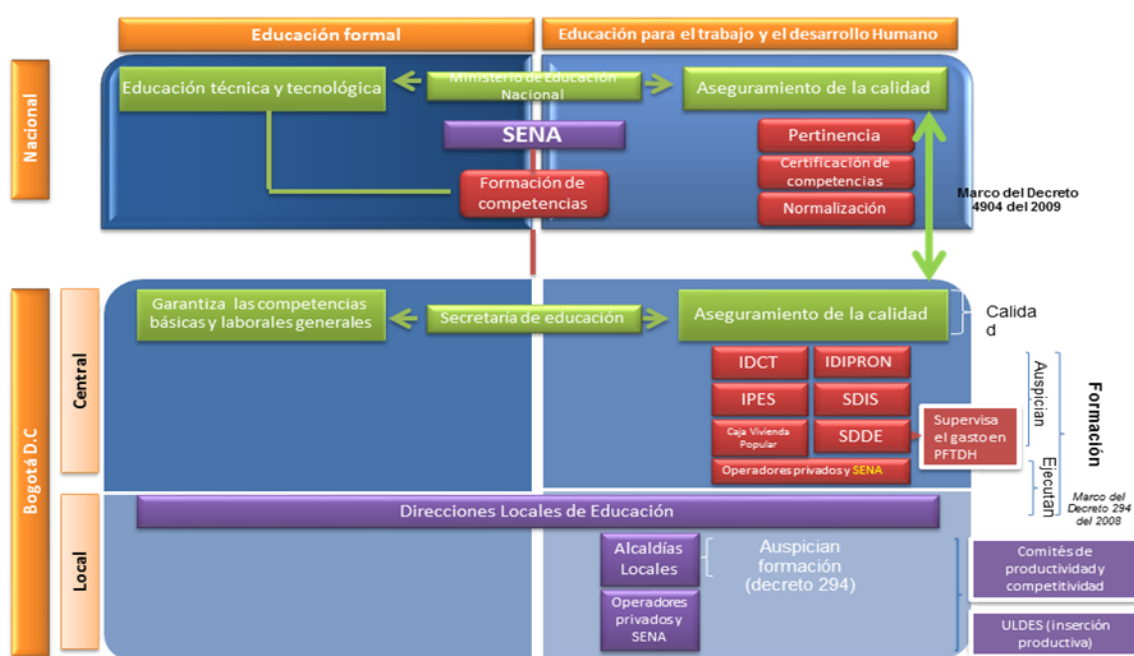 Educación formal
Educación para el trabajo y el desarrollo Humano
Nacional
Educación técnica y tecnológica
Ministerio de Educación
Nacional
Aseguramiento de la calidad
SENA
Formación de
competencias
Pertinencia
Certificación de
competencias
Normalización
Marco del Decreto
4904 del 2009
Bogotá D.C
Central
Garantiza las competencias
básicas y laborales generales
Secretaría de educación
Aseguramiento de la calidad
Calida
d
IDCT
IDIPRON
IPES
SDIS
Caja Vivienda
Popular
SDDE
Operadores privados y SENA
Supervisa
el gasto en
PFTDH
Auspician
Ejecutan
Formación
Marco del
Decreto 294
del 2008
Local
Direcciones Locales de Educación
Alcaldías
Locales
Auspician
formación
(decreto 294)
Operadores
privados y
SENA
Comités de
productividad y
competitividad
ULDES (inserción
productiva)